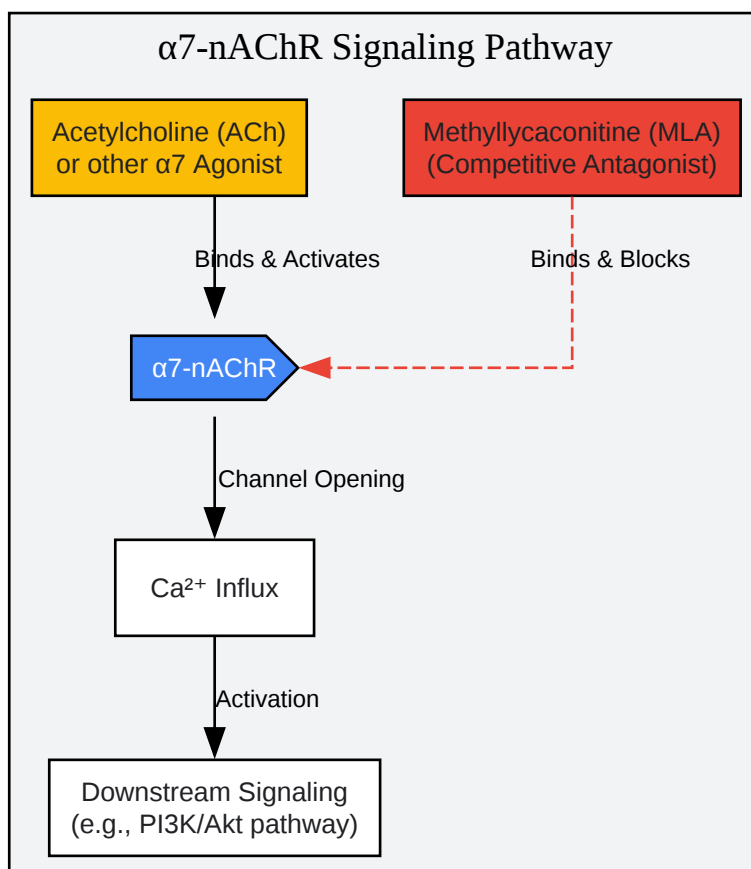 α7-nAChR Signaling Pathway
Acetylcholine (ACh)
or other α7 Agonist
Methyllycaconitine (MLA)
(Competitive Antagonist)
Binds & Activates
Binds & Blocks
α7-nAChR
Channel Opening
Ca²⁺ Influx
Activation
Downstream Signaling
(e.g., PI3K/Akt pathway)